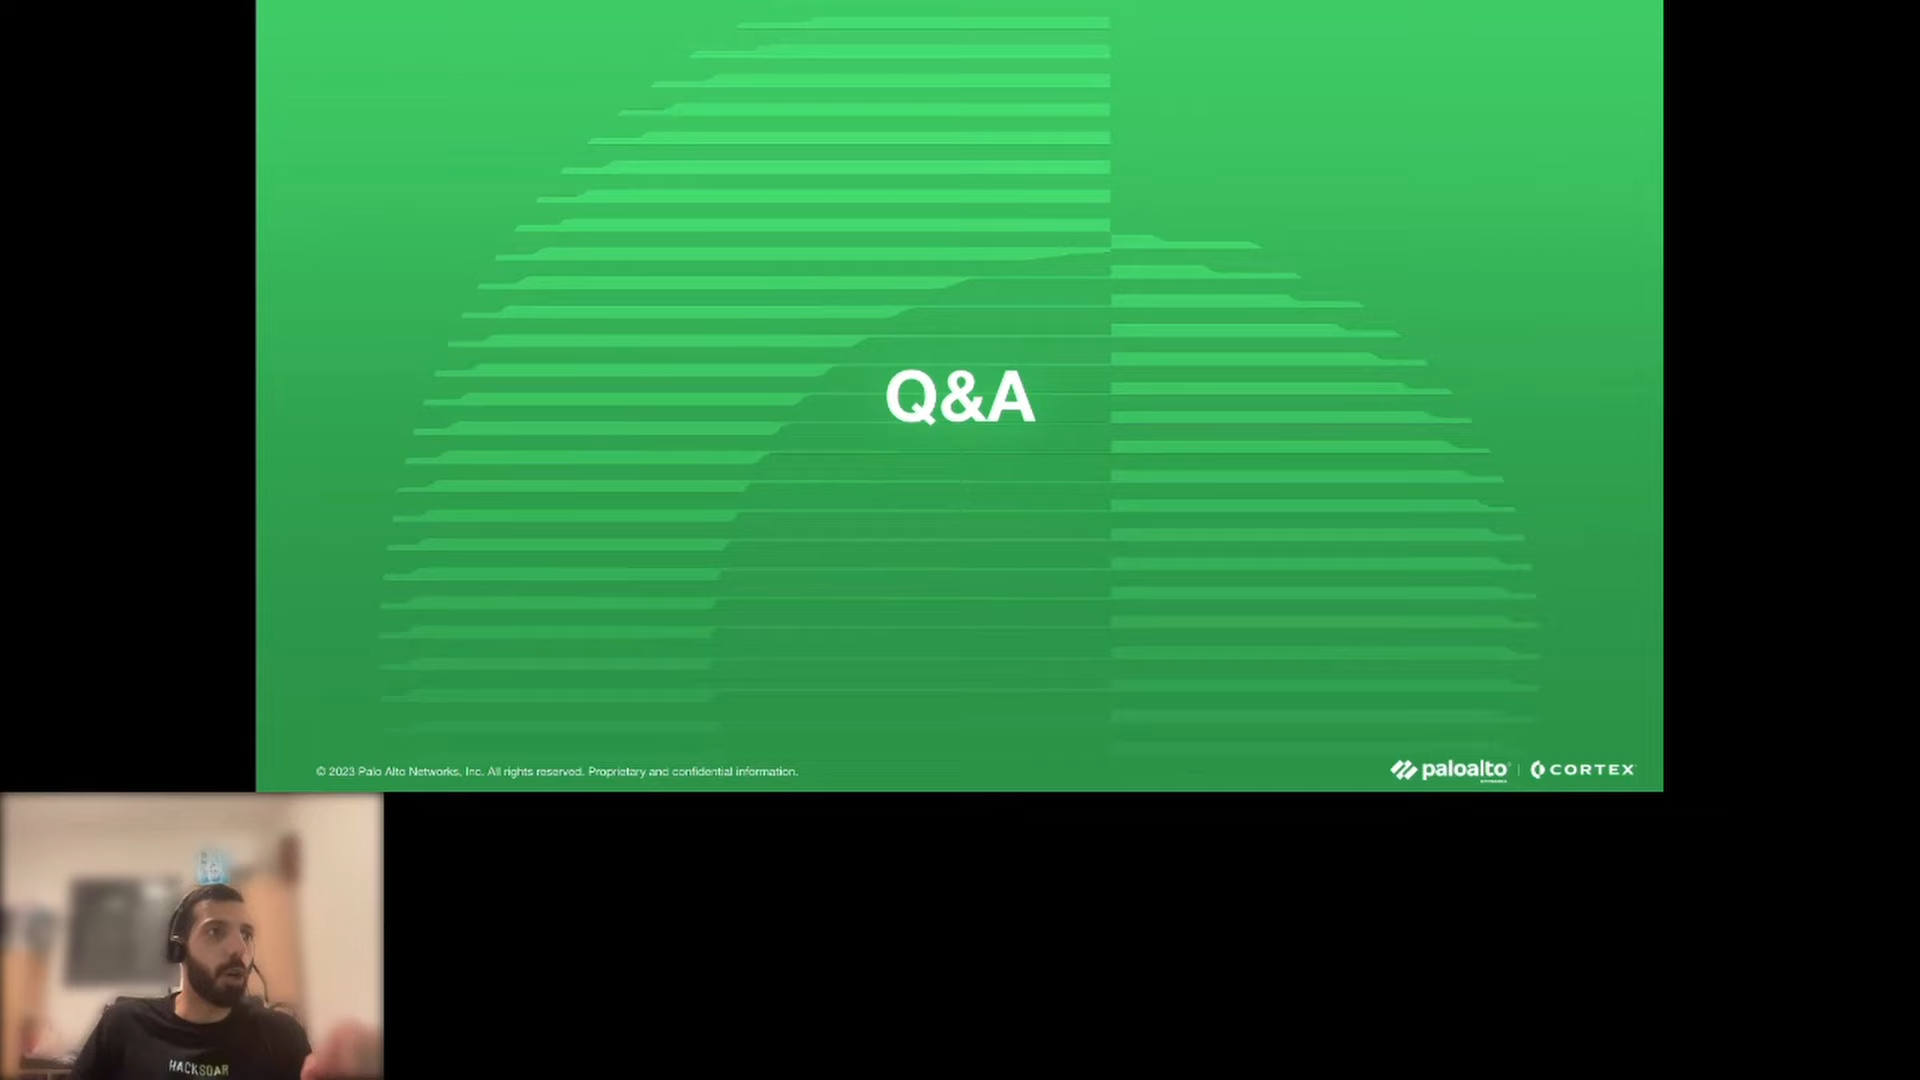 Q&A
© 2023 Palo Alto Networks, Inc. All rights reserved. Proprietary and confidential information.
paloalto | CORTEX
HACKSOAR